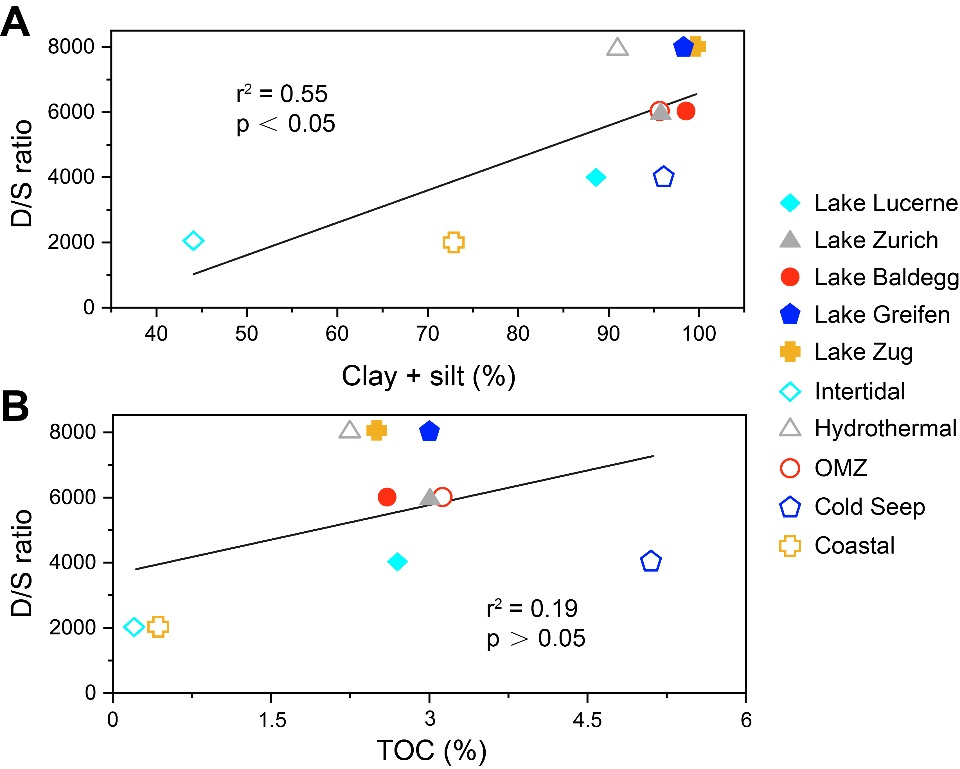 A
8000
6000
4000
2000
0
D/S ratio
r² = 0.55
p < 0.05
40 50 60 70 80 90 100
Clay + silt (%)
B
8000
6000
4000
2000
0
D/S ratio
r² = 0.19
p > 0.05
0 1.5 3 4.5 6
TOC (%)
Lake Lucerne
Lake Zurich
Lake Baldegg
Lake Greifen
Lake Zug
Intertidal
Hydrothermal
OMZ
Cold Seep
Coastal